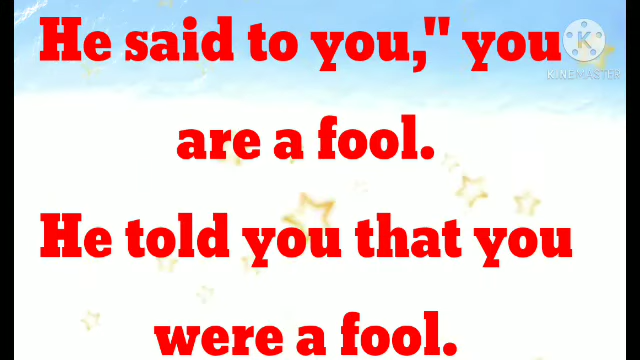 He said to you," you
are a fool.
He told you that you
were a fool.
K
KINEMASTER